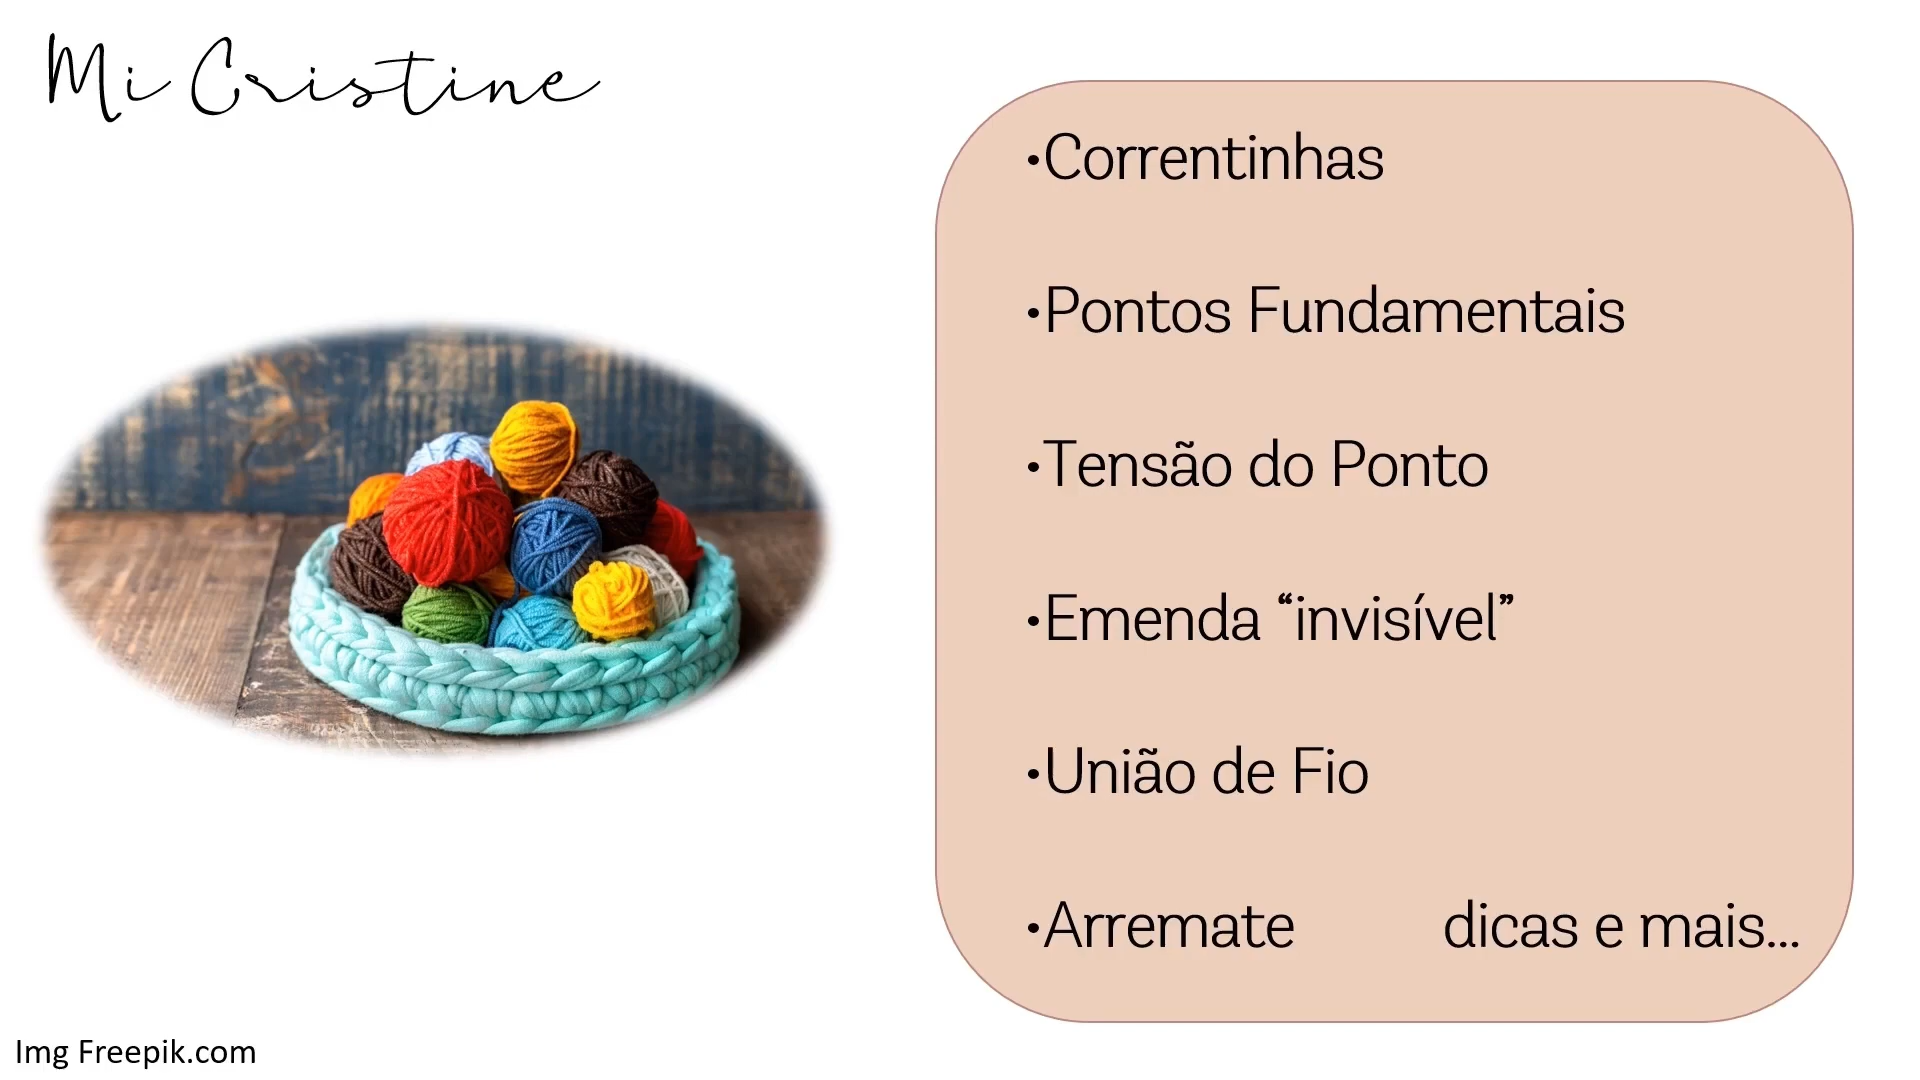 Mi Cristine
•Correntinhas
•Pontos Fundamentais
•Tensão do Ponto
•Emenda “invisível”
•União de Fio
•Arremate dicas e mais...
Img Freepik.com